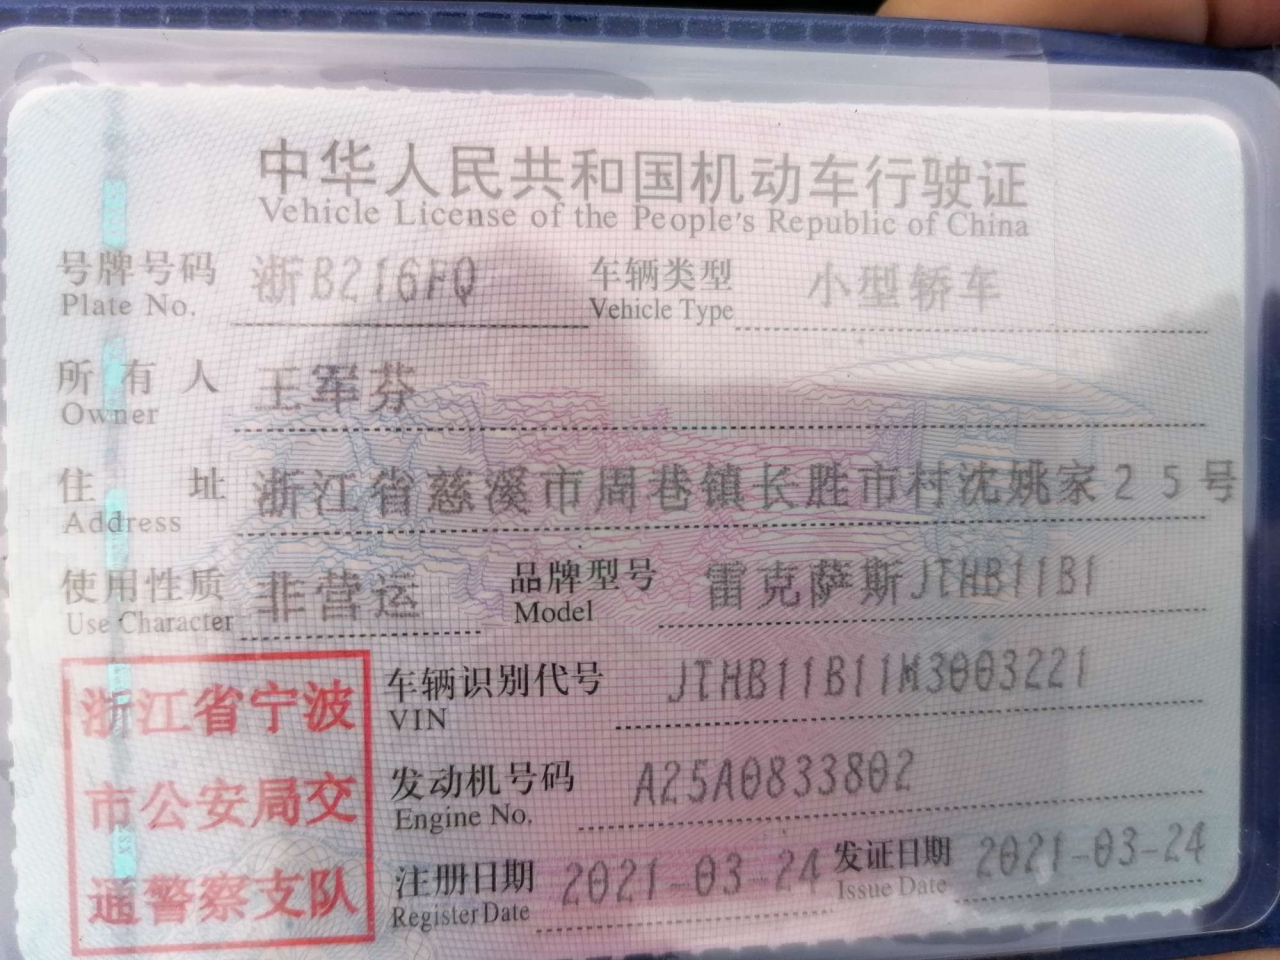 中华人民共和国机动车行驶证
Vehicle License of the People's Republic of China
号牌号码 浙B216FQ 车辆类型 小型轿车
Plate No. Vehicle Type
所有人 王军芬
Owner
住址 浙江省慈溪市周巷镇长胜市村沈姚家25号
Address
使用性质 非营运 品牌型号 雷克萨斯JTHB11B1
Use Character Model
浙江省宁波
市公安局交
通警察支队
车辆识别代号 JTHB11B11M3003221
VIN
发动机号码 A25A0833802
Engine No.
注册日期 2021-03-24 发证日期 2021-03-24
Register Date Issue Date